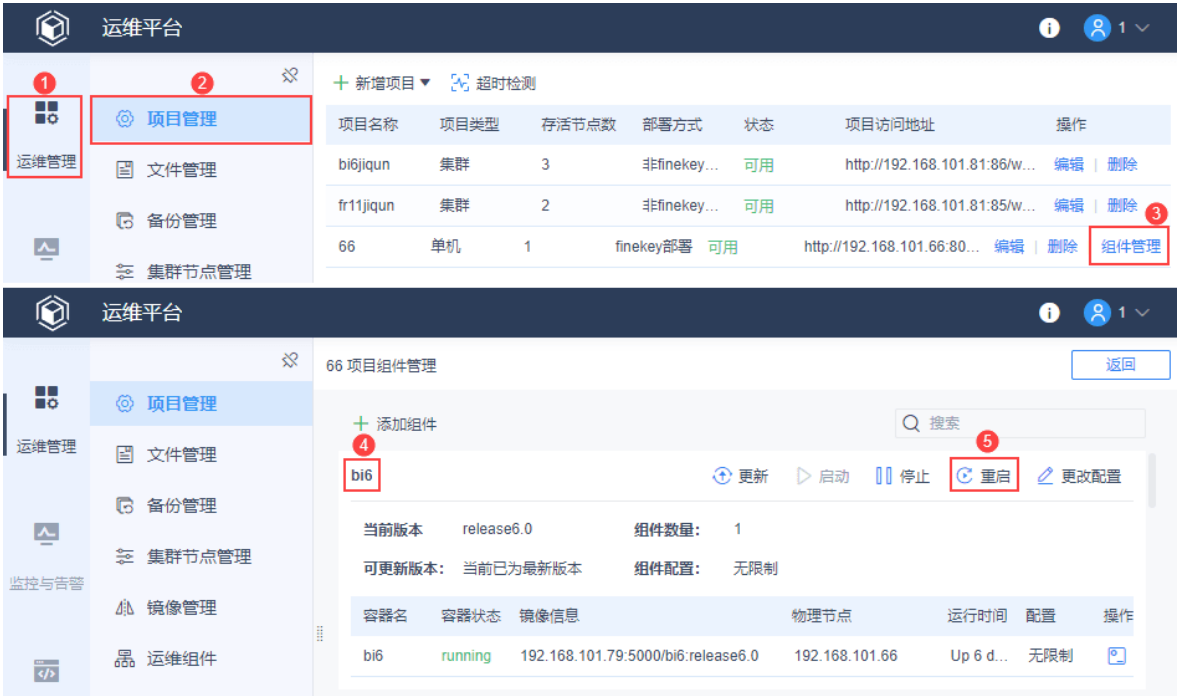 运维平台
1
1
2
新增项目
超时检测
项目管理
项目名称 项目类型 存活节点数 部署方式 状态 项目访问地址 操作
运维管理
bi6jiqun 集群 3 非finekey... 可用 http://192.168.101.81:86/w... 编辑 | 删除
文件管理
fr11jiqun 集群 2 非finekey... 可用 http://192.168.101.81:85/w... 编辑 | 删除
3
备份管理
66 单机 1 finekey部署 可用 http://192.168.101.66:80... 编辑 | 删除 组件管理
集群节点管理
运维平台
1
66 项目组件管理
返回
项目管理
添加组件
搜索
4
5
运维管理
文件管理
bi6 更新 启动 停止 重启 更改配置
备份管理
当前版本 release6.0 组件数量: 1
集群节点管理
可更新版本: 当前已为最新版本 组件配置: 无限制
监控与告警
镜像管理
容器名 容器状态 镜像信息 物理节点 运行时间 配置 操作
运维组件
bi6 running 192.168.101.79:5000/bi6:release6.0 192.168.101.66 Up 6 d... 无限制